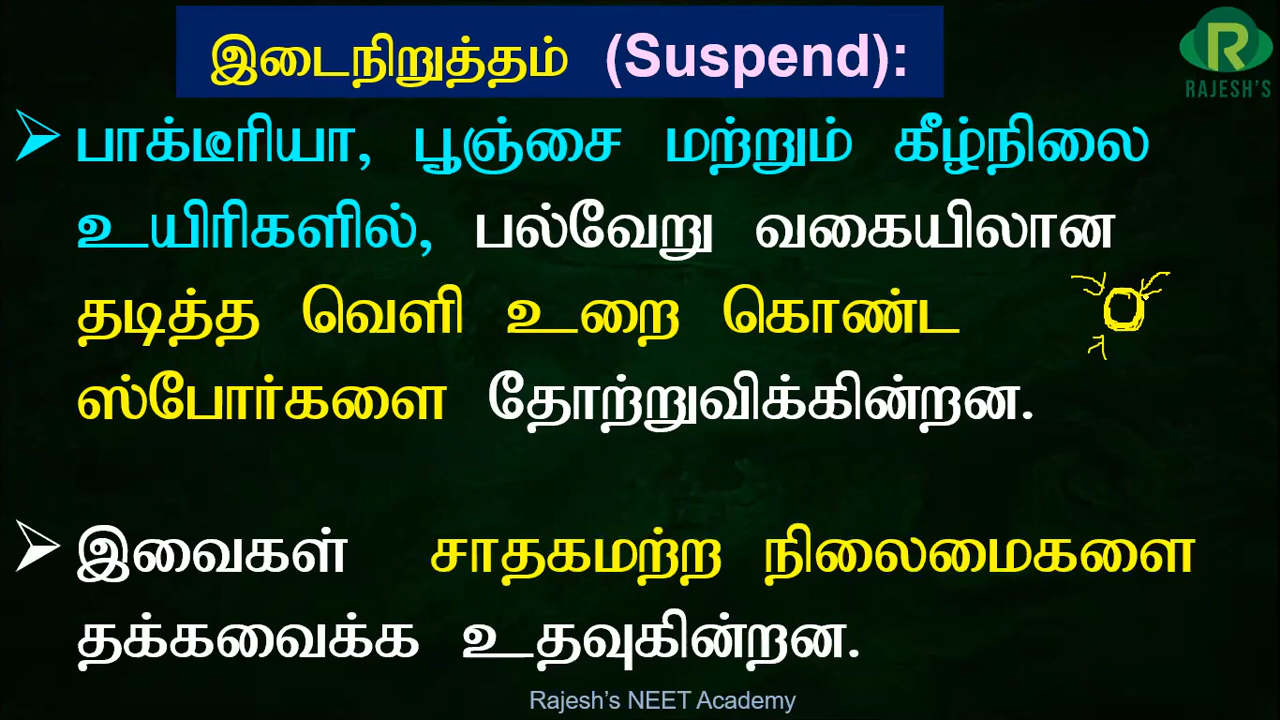 இடைநிறுத்தம் (Suspend):
R
RAJESH'S
➢ பாக்டீரியா, பூஞ்சை மற்றும் கீழ்நிலை
உயிரிகளில், பல்வேறு வகையிலான
தடித்த வெளி உறை கொண்ட
ஸ்போர்களை தோற்றுவிக்கின்றன.
➢ இவைகள் சாதகமற்ற நிலைமைகளை
தக்கவைக்க உதவுகின்றன.
Rajesh's NEET Academy